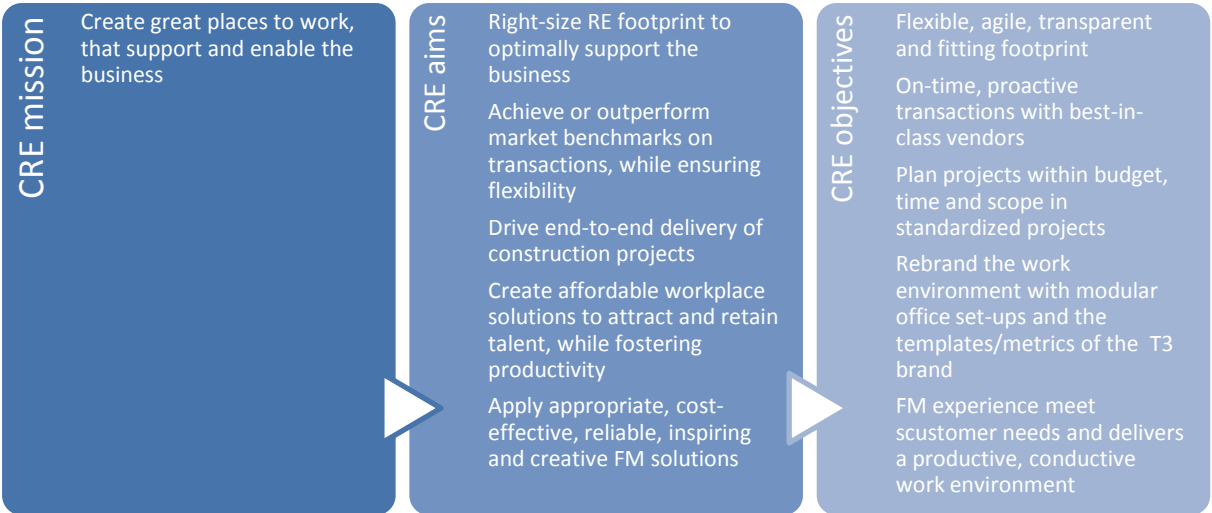 CRE mission
Create great places to work,
that support and enable the
business
CRE aims
Right-size RE footprint to
optimally support the
business
Achieve or outperform
market benchmarks on
transactions, while ensuring
flexibility
Drive end-to-end delivery of
construction projects
Create affordable workplace
solutions to attract and retain
talent, while fostering
productivity
Apply appropriate, cost-
effective, reliable, inspiring
and creative FM solutions
CRE objectives
Flexible, agile, transparent
and fitting footprint
On-time, proactive
transactions with best-in-
class vendors
Plan projects within budget,
time and scope in
standardized projects
Rebrand the work
environment with modular
office set-ups and the
templates/metrics of the T3
brand
FM experience meet
scustomer needs and delivers
a productive, conductive
work environment